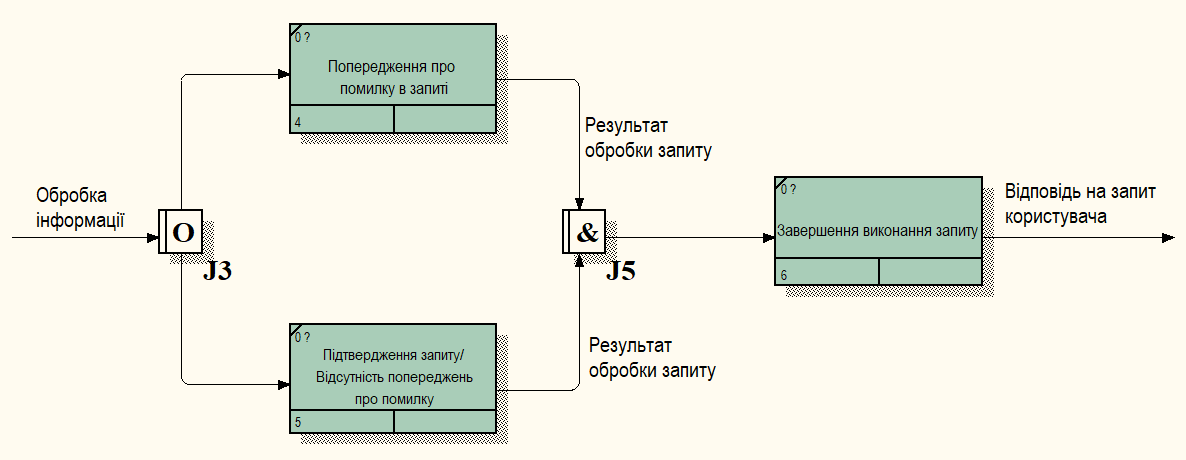 0 ?
Попередження про
помилку в запиті
4
Результат
обробки запиту
Обробка
інформації
O
J3
&
J5
0 ?
Завершення виконання запиту
6
Відповідь на запит
користувача
0 ?
Підтвердження запиту/
Відсутність попереджень
про помилку
5
Результат
обробки запиту